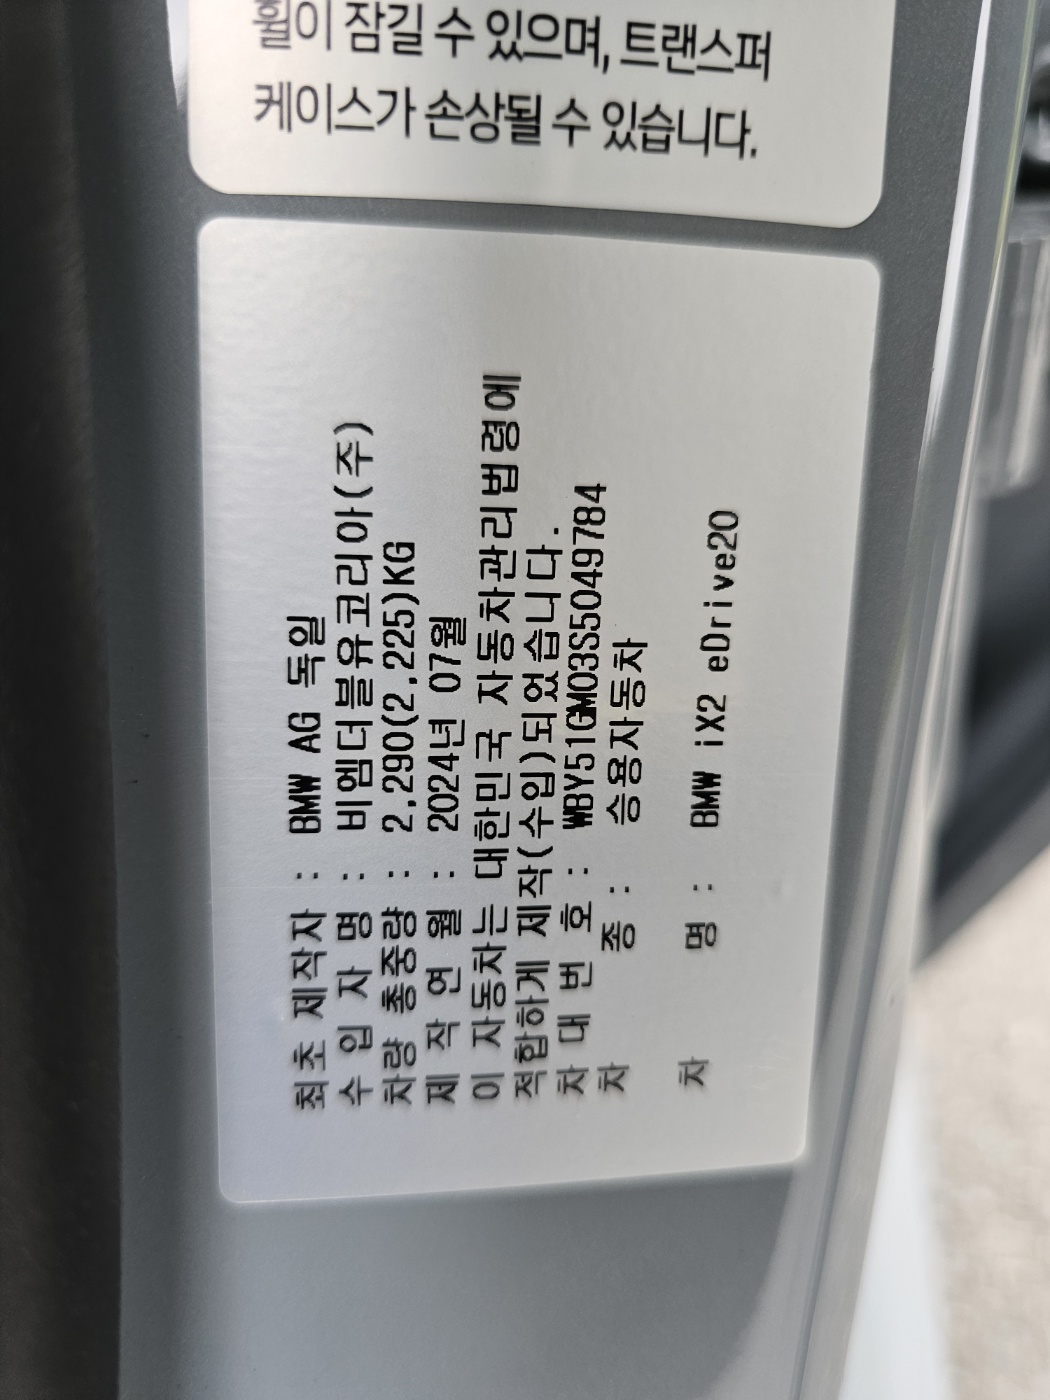 휠이 잠길 수 있으며, 트랜스퍼
케이스가 손상될 수 있습니다.
최초 제작자 : BMW AG 독일
수 입 자 명 : 비엠더블유코리아(주)
차량 총중량 : 2,290(2,225)KG
제 작 연 월 : 2024년 07월
이 자동차는 대한민국 자동차관리법령에
적합하게 제작(수입)되었습니다.
차 대 번 호 : WBY51GM03S5049784
차 종 : 승용자동차
차 명 : BMW iX2 eDrive20